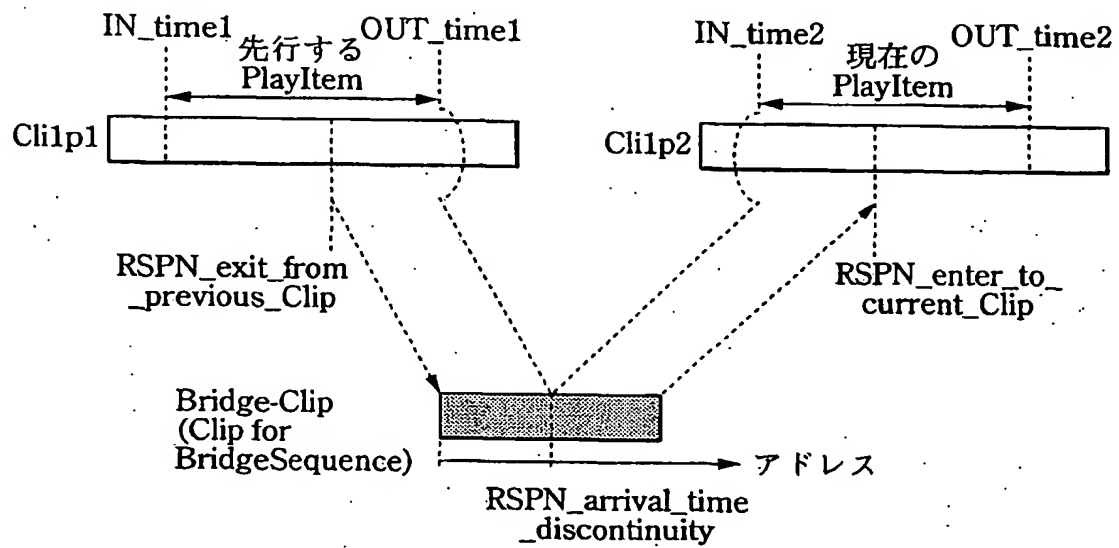 IN_time1
先行する
PlayItem
OUT_time1
IN_time2
現在の
PlayItem
OUT_time2
Cli1p1
Cli1p2
RSPN_exit_from
_previous_Clip
RSPN_enter_to_
current_Clip
Bridge-Clip
(Clip for
BridgeSequence)
アドレス
RSPN_arrival_time
_discontinuity